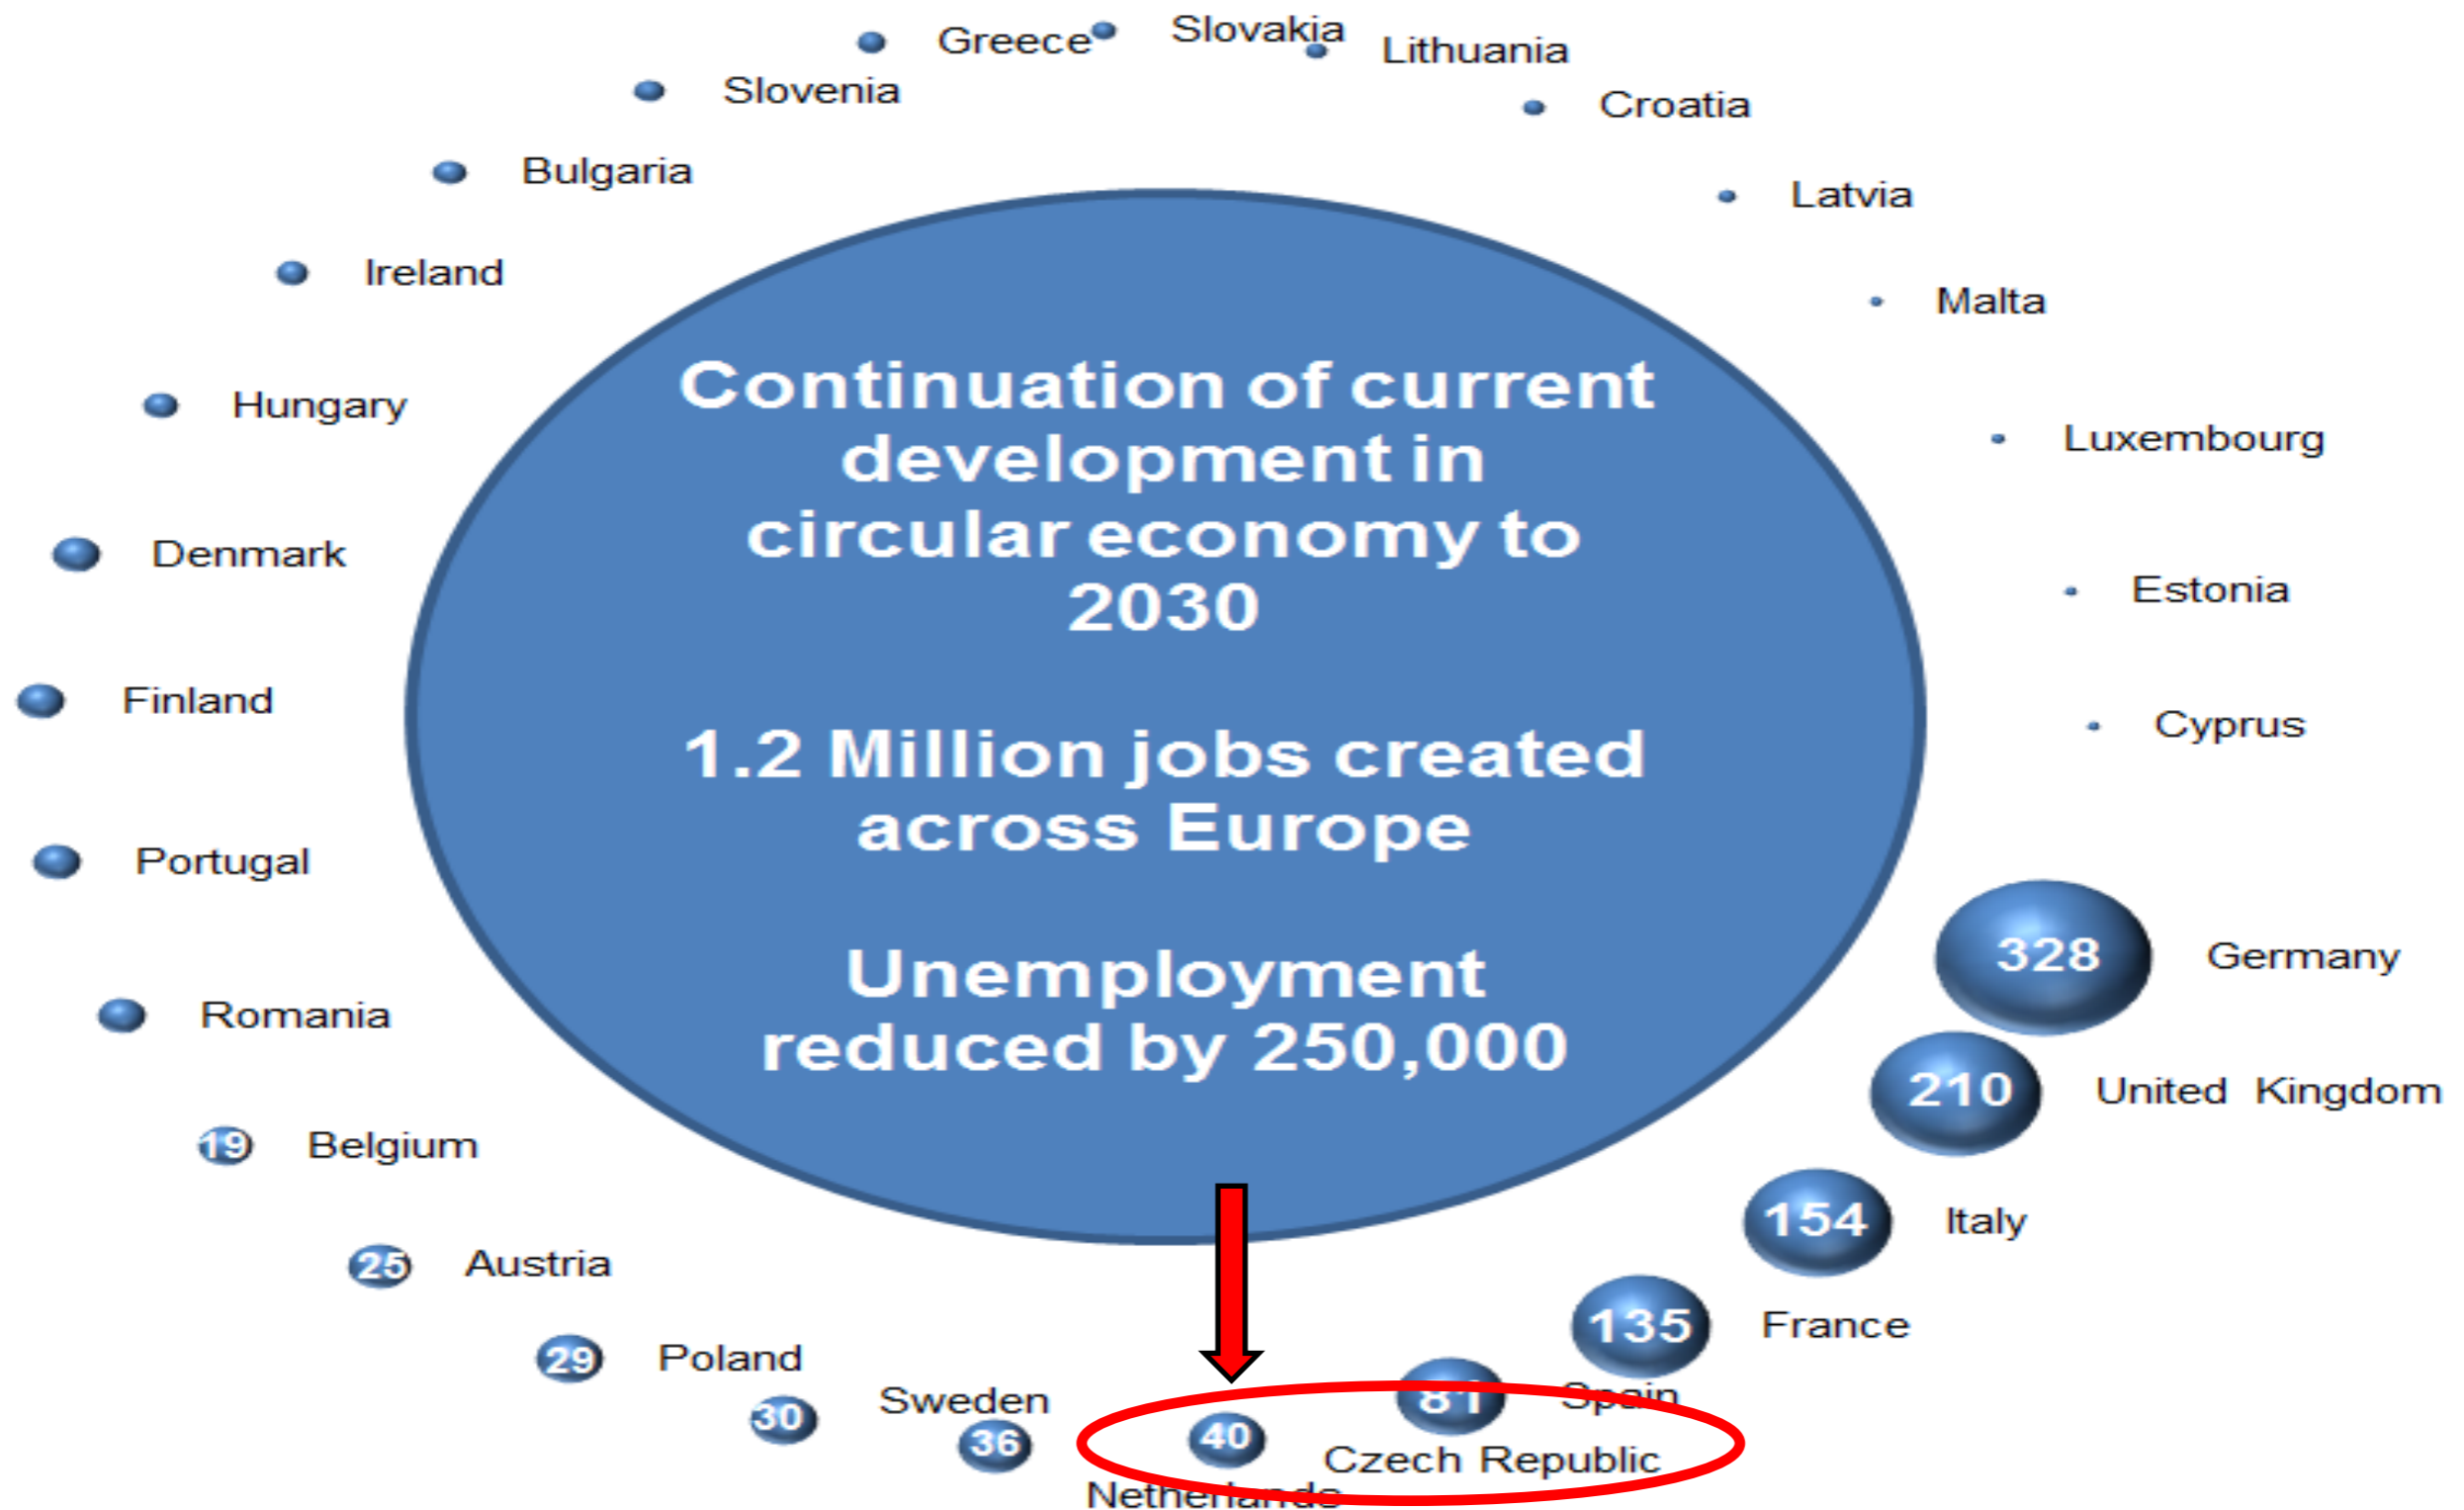 Greece
Slovakia
Lithuania
Slovenia
Croatia
Bulgaria
Latvia
Ireland
Malta
Hungary
Luxembourg
Denmark
Estonia
Finland
Cyprus
Portugal
Romania
Continuation of current
development in
circular economy to
2030
1.2 Million jobs created
across Europe
Unemployment
reduced by 250,000
328 Germany
210 United Kingdom
19 Belgium
154 Italy
25 Austria
135 France
29 Poland
81 Spain
30 Sweden
36 Netherlands
40 Czech Republic